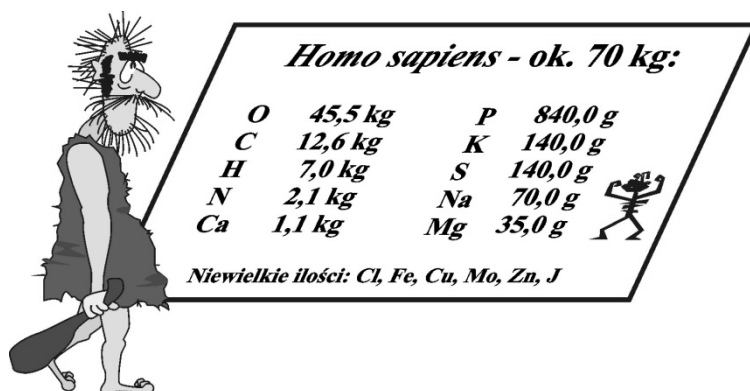 Homo sapiens - ok. 70 kg:
O 45,5 kg P 840,0 g
C 12,6 kg K 140,0 g
H 7,0 kg S 140,0 g
N 2,1 kg Na 70,0 g
Ca 1,1 kg Mg 35,0 g
Niewielkie ilości: Cl, Fe, Cu, Mo, Zn, J